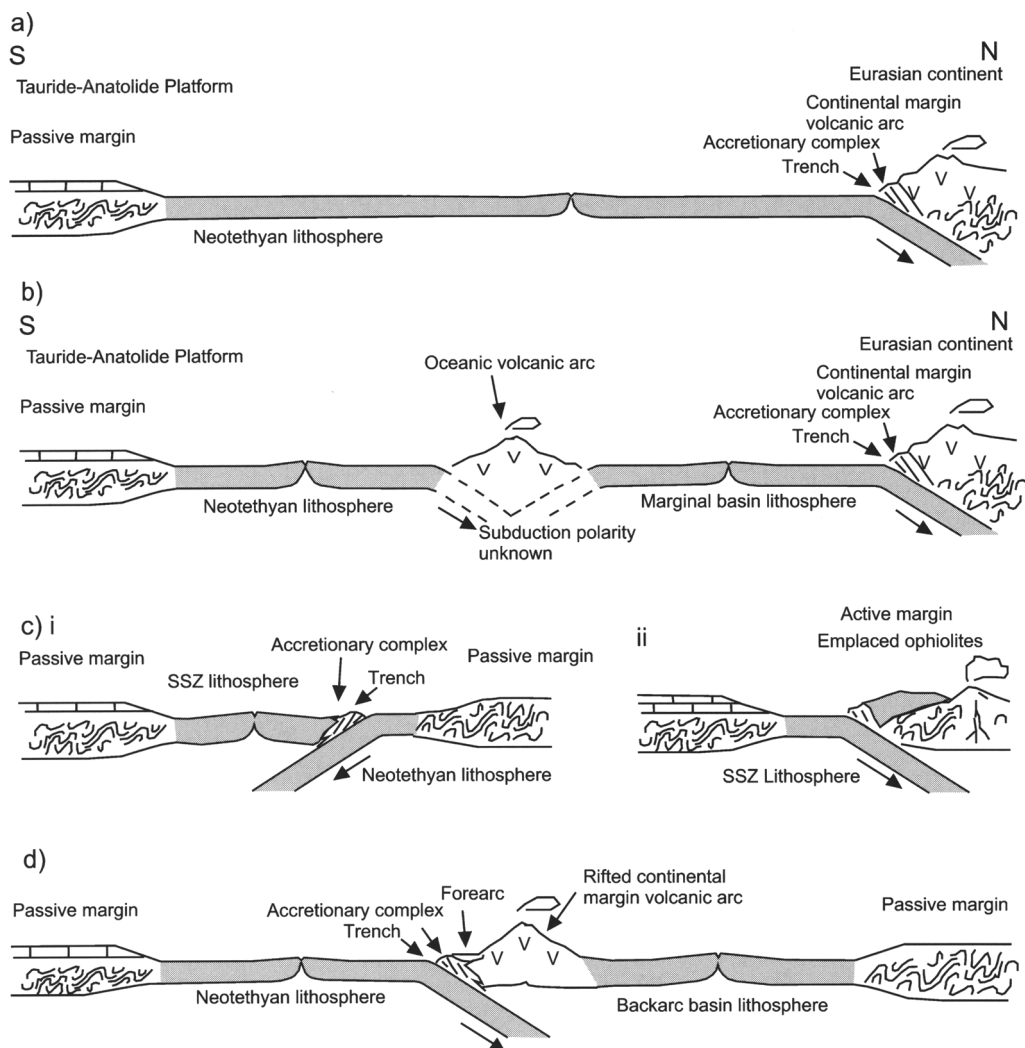 a)
S
N
Tauride-Anatolide Platform
Eurasian continent
Continental margin
volcanic arc
Passive margin
Accretionary complex
Trench
V
V
V
V
Neotethyan lithosphere
b)
S
N
Tauride-Anatolide Platform
Eurasian continent
Oceanic volcanic arc
Continental margin
volcanic arc
Passive margin
Accretionary complex
Trench
V
V
V
V
V
V
V
Neotethyan lithosphere
Marginal basin lithosphere
Subduction polarity
unknown
c) i
Passive margin
Accretionary complex
Passive margin
SSZ lithosphere
Trench
Neotethyan lithosphere
ii
Active margin
Emplaced ophiolites
SSZ Lithosphere
d)
Passive margin
Forearc
Rifted continental
margin volcanic arc
Passive margin
Accretionary complex
Trench
V
V
V
Neotethyan lithosphere
Backarc basin lithosphere